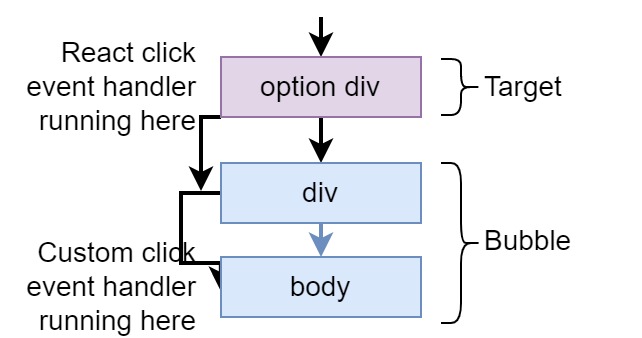 React click
event handler
running here
option div
Target
div
Bubble
Custom click
event handler
running here
body